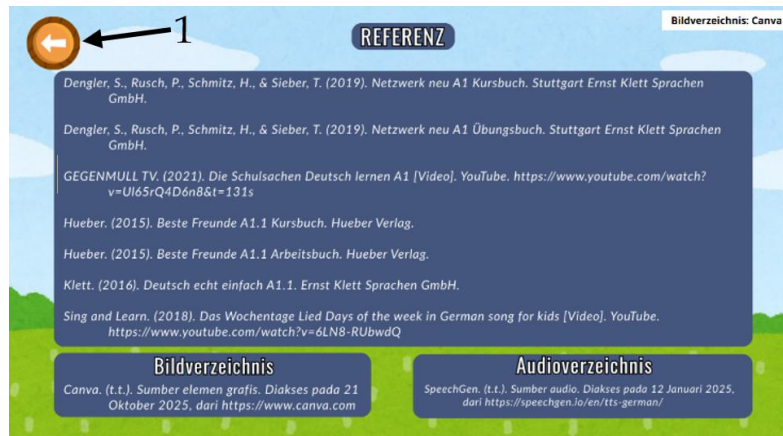 1
REFERENZ
Bildverzeichnis: Canva
Dengler, S., Rusch, P., Schmitz, H., & Sieber, T. (2019). Netzwerk neu A1 Kursbuch. Stuttgart Ernst Klett Sprachen
GmbH.
Dengler, S., Rusch, P., Schmitz, H., & Sieber, T. (2019). Netzwerk neu A1 Übungsbuch. Stuttgart Ernst Klett Sprachen
GmbH.
GEGENMULL TV. (2021). Die Schulsachen Deutsch lernen A1 [Video]. YouTube. https://www.youtube.com/watch?
v=Ul65rQ4D6n8&t=131s
Hueber. (2015). Beste Freunde A1.1 Kursbuch. Hueber Verlag.
Hueber. (2015). Beste Freunde A1.1 Arbeitsbuch. Hueber Verlag.
Klett. (2016). Deutsch echt einfach A1.1. Ernst Klett Sprachen GmbH.
Sing and Learn. (2018). Das Wochentage Lied Days of the week in German song for kids [Video]. YouTube.
https://www.youtube.com/watch?v=6LN8-RUbwdQ
Bildverzeichnis
Canva. (t.t.). Sumber elemen grafis. Diakses pada 21
Oktober 2025, dari https://www.canva.com
Audioverzeichnis
SpeechGen. (t.t.). Sumber audio. Diakses pada 12 Januari 2025,
dari https://speechgen.io/en/tts-german/